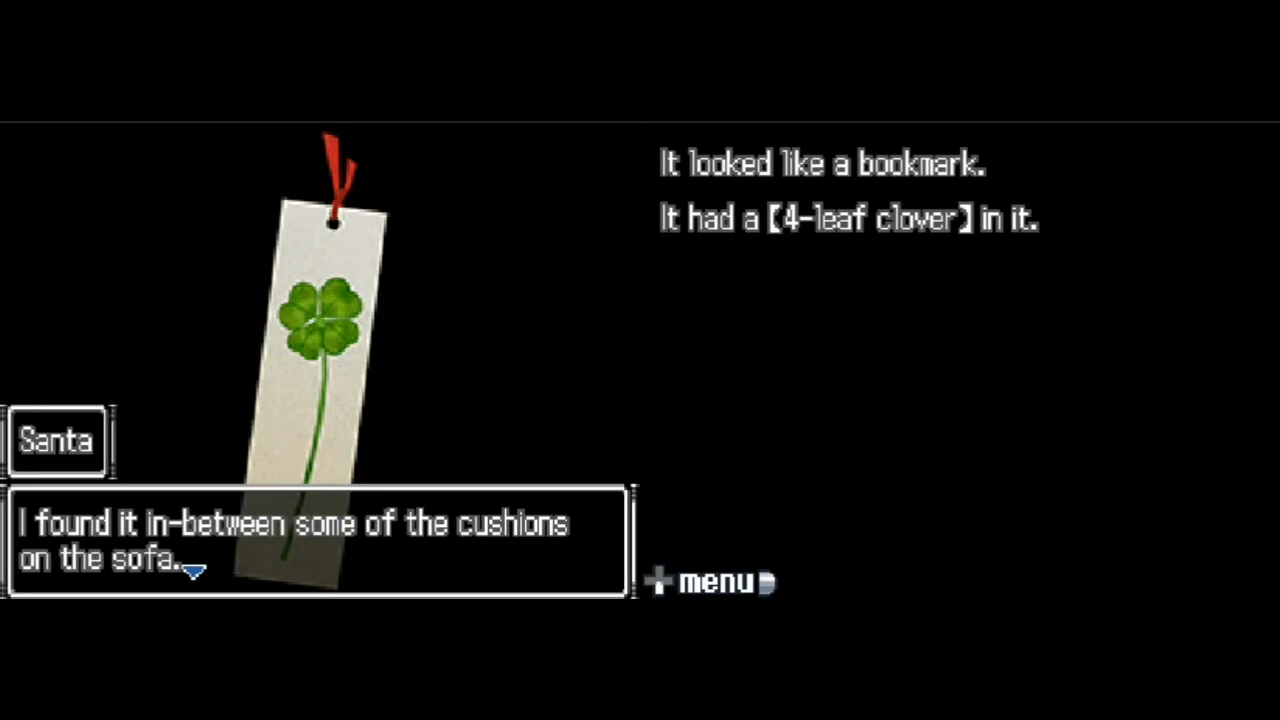 It looked like a bookmark.
It had a【4-leaf clover】in it.
Santa
I found it in-between some of the cushions
on the sofa.
menu